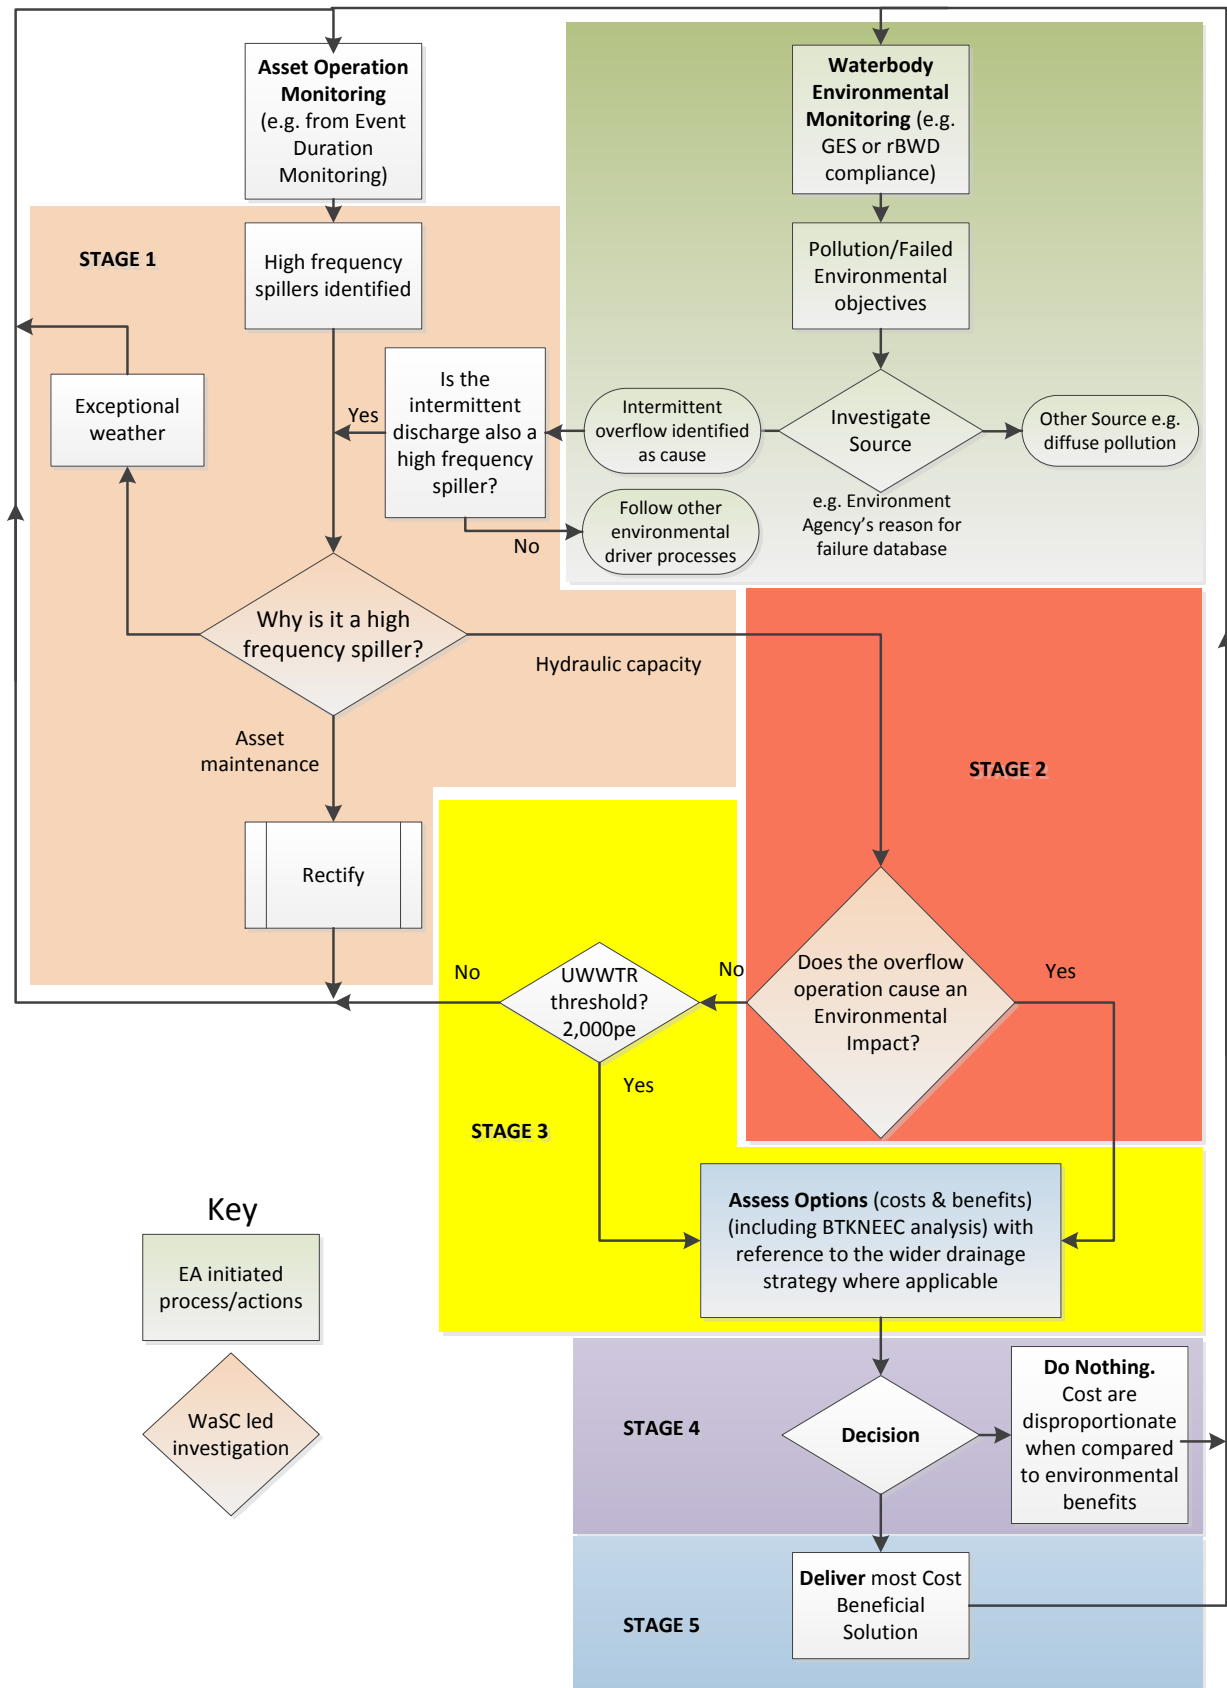 Asset Operation
Monitoring
(e.g. from Event
Duration
Monitoring)
Waterbody
Environmental
Monitoring (e.g.
GES or rBWD
compliance)
STAGE 1
High frequency
spillers identified
Pollution/Failed
Environmental
objectives
Exceptional
weather
Yes
Is the
intermittent
discharge also a
high frequency
spiller?
Intermittent
overflow identified
as cause
Investigate
Source
Other Source e.g.
diffuse pollution
e.g. Environment
Agency's reason for
failure database
No
Follow other
environmental
driver processes
Why is it a high
frequency spiller?
Hydraulic capacity
Asset
maintenance
STAGE 2
Rectify
No
UWWTR
threshold?
2,000pe
No
Does the overflow
operation cause an
Environmental
Impact?
Yes
Yes
STAGE 3
Assess Options (costs & benefits)
(including BTKNEEC analysis) with
reference to the wider drainage
strategy where applicable
Key
EA initiated
process/actions
WaSC led
investigation
STAGE 4
Decision
Do Nothing.
Cost are
disproportionate
when compared
to environmental
benefits
STAGE 5
Deliver most Cost
Beneficial
Solution